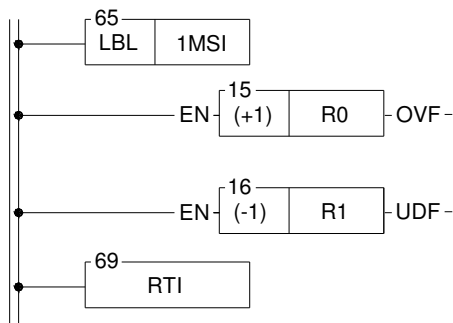 65
LBL 1MSI
15
EN (+1) R0 OVF
16
EN (-1) R1 UDF
69
RTI